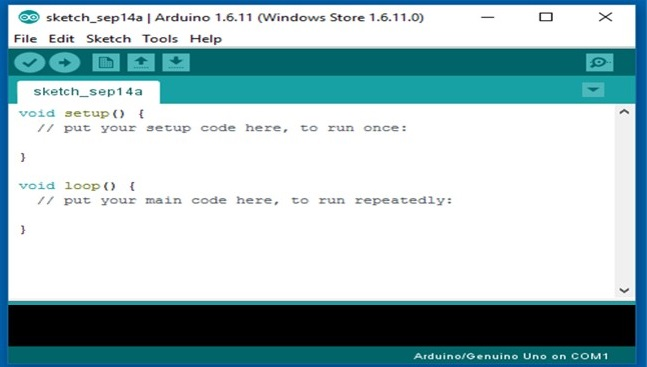 sketch_sep14a | Arduino 1.6.11 (Windows Store 1.6.11.0)
File Edit Sketch Tools Help
sketch_sep14a
void setup() {
// put your setup code here, to run once:
}
void loop() {
// put your main code here, to run repeatedly:
}
Arduino/Genuino Uno on COM1